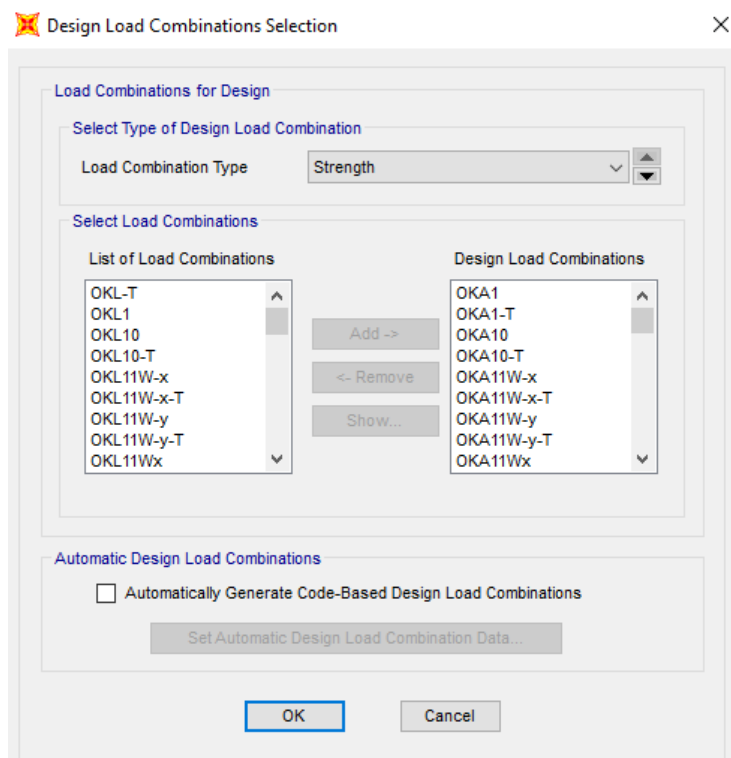 Design Load Combinations Selection
Load Combinations for Design
Select Type of Design Load Combination
Load Combination Type
Strength
Select Load Combinations
List of Load Combinations
OKL-T
OKL1
OKL10
OKL10-T
OKL11W-x
OKL11W-x-T
OKL11W-y
OKL11W-y-T
OKL11Wx
Add ->
<- Remove
Show...
Design Load Combinations
OKA1
OKA1-T
OKA10
OKA10-T
OKA11W-x
OKA11W-x-T
OKA11W-y
OKA11W-y-T
OKA11Wx
Automatic Design Load Combinations
Automatically Generate Code-Based Design Load Combinations
Set Automatic Design Load Combination Data...
OK
Cancel